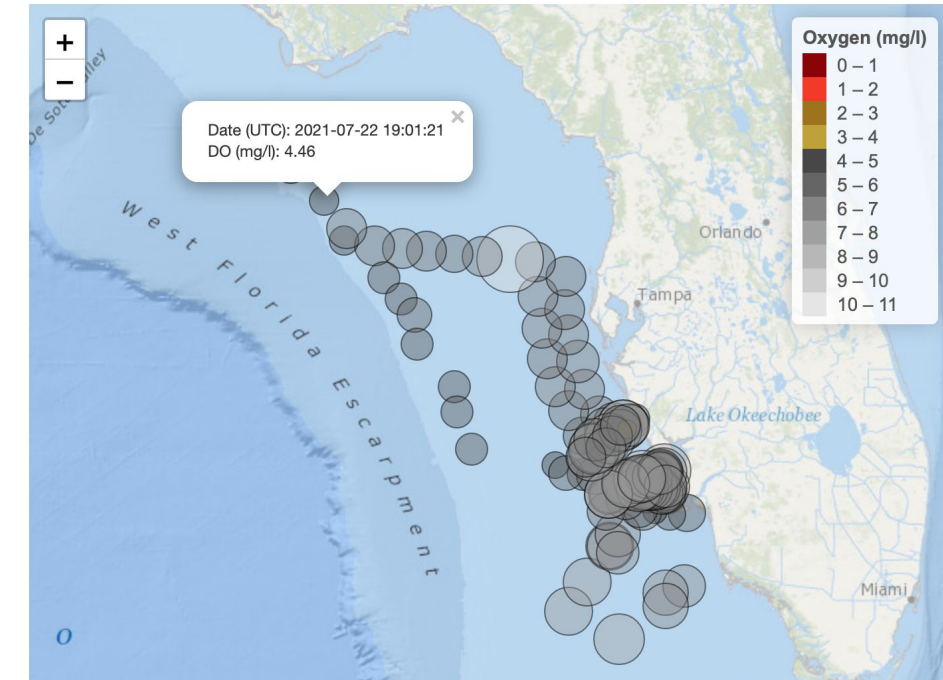 +
−
De Soto Valley
Date (UTC): 2021-07-22 19:01:21
×
DO (mg/l): 4.46
Oxygen (mg/l)
0 – 1
1 – 2
2 – 3
3 – 4
4 – 5
5 – 6
6 – 7
7 – 8
8 – 9
9 – 10
10 – 11
West Florida Escarpment
Orlando
Tampa
Lake Okeechobee
Miami
O